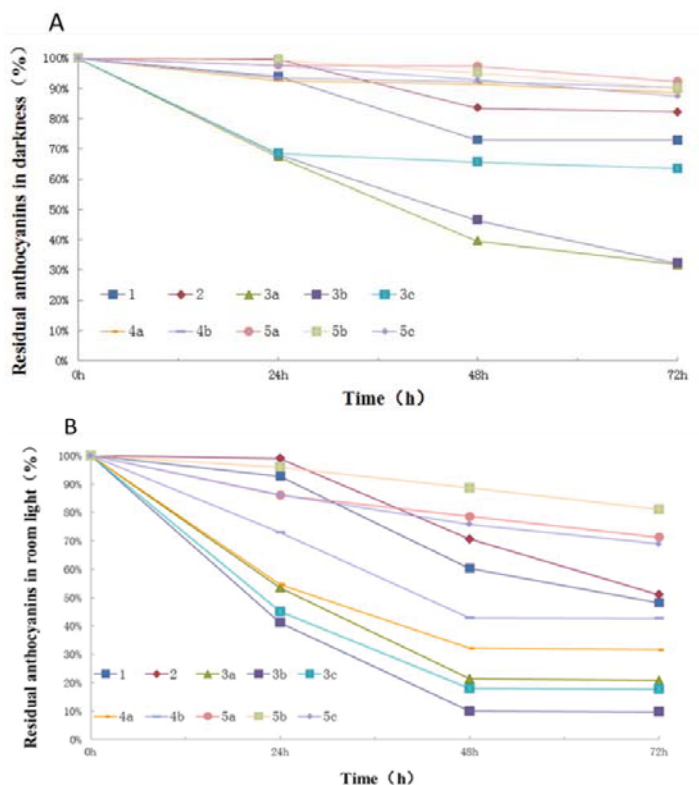 A
Residual anthocyanins in darkness (%)
100%
90%
80%
70%
60%
50%
40%
30%
20%
10%
0%
1 2 3a 3b 3c
4a 4b 5a 5b 5c
0h 24h 48h 72h
Time (h)
B
Residual anthocyanins in room light (%)
100%
90%
80%
70%
60%
50%
40%
30%
20%
10%
0%
1 2 3a 3b 3c
4a 4b 5a 5b 5c
0h 24h 48h 72h
Time (h)